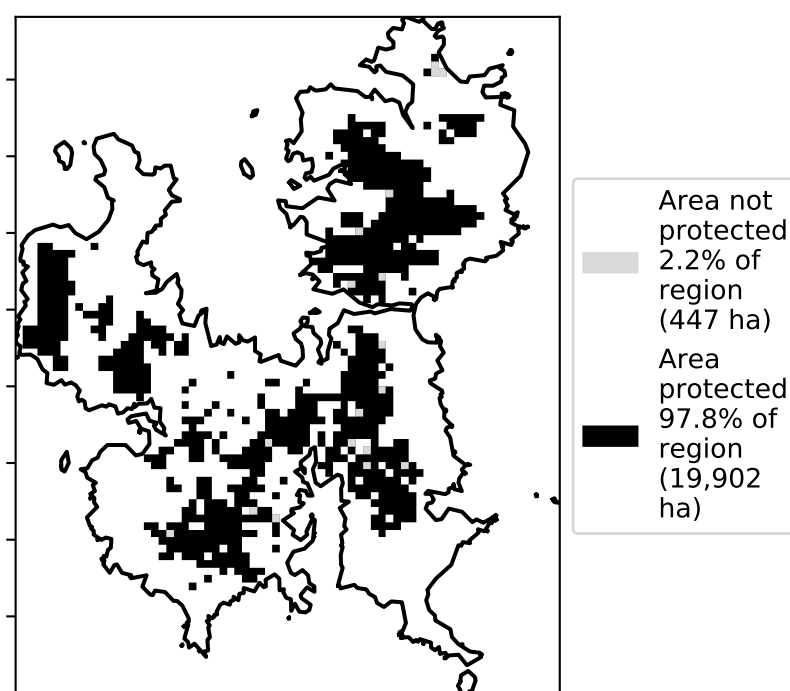 Area not
protected
2.2% of
region
(447 ha)
Area
protected
97.8% of
region
(19,902
ha)